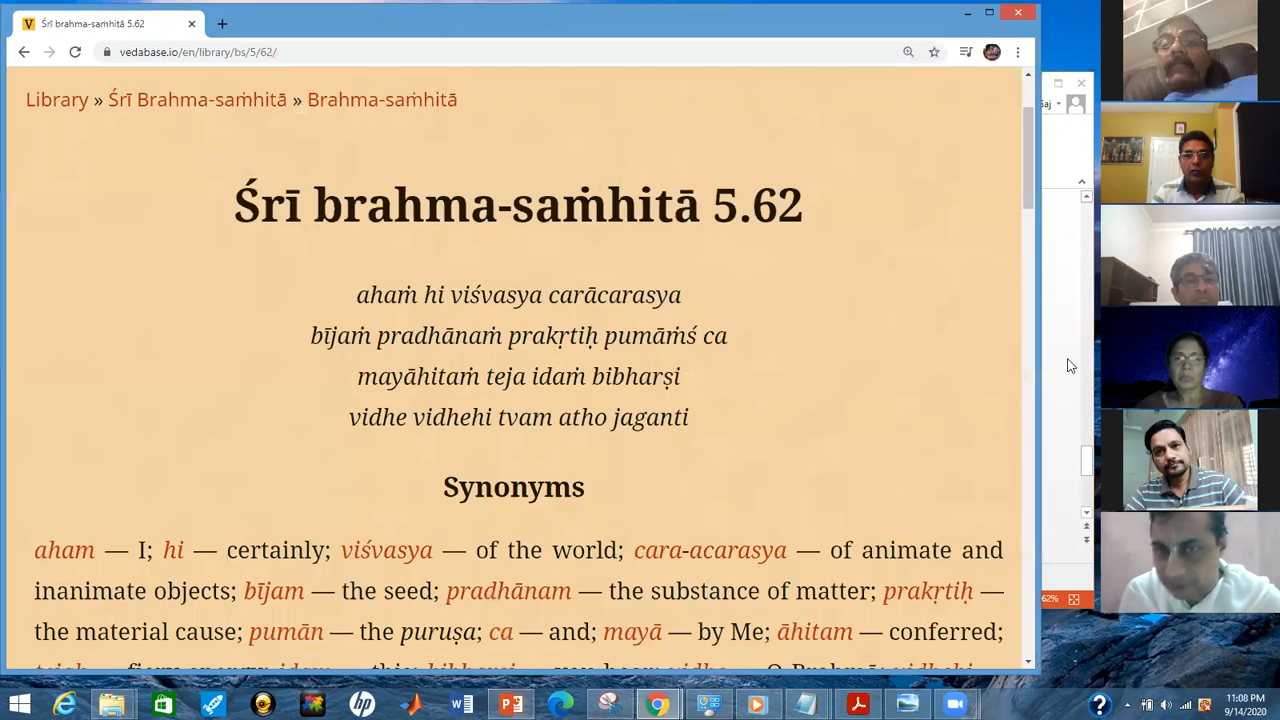 Śrī brahma-saṁhitā 5.62
vedabase.io/en/library/bs/5/62/
Library » Śrī Brahma-saṁhitā » Brahma-saṁhitā
Śrī brahma-saṁhitā 5.62
ahaṁ hi viśvasya carācarasya
bījaṁ pradhānaṁ prakṛtiḥ pumāṁś ca
mayāhitaṁ teja idaṁ bibharṣi
vidhe vidhehi tvam atho jaganti
Synonyms
aham — I; hi — certainly; viśvasya — of the world; cara-acarasya — of animate and
inanimate objects; bījam — the seed; pradhānam — the substance of matter; prakṛtiḥ —
the material cause; pumān — the puruṣa; ca — and; mayā — by Me; āhitam — conferred;
62%
11:08 PM
9/14/2020